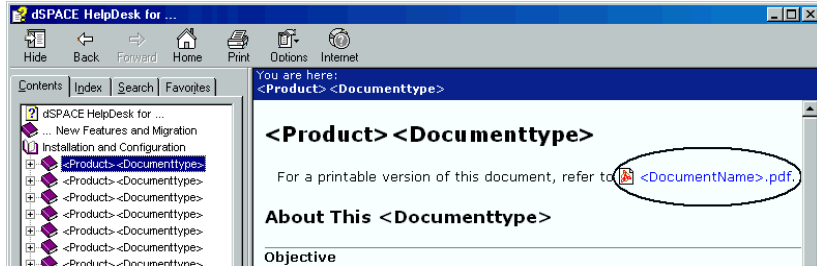 dSPACE HelpDesk for ...
Hide Back Forward Home Print Options Internet
Contents Index Search Favorites
dSPACE HelpDesk for ...
... New Features and Migration
Installation and Configuration
<Product> <Documenttype>
<Product> <Documenttype>
<Product> <Documenttype>
<Product> <Documenttype>
<Product> <Documenttype>
<Product> <Documenttype>
You are here:
<Product> <Documenttype>
<Product> <Documenttype>
For a printable version of this document, refer to <DocumentName>.pdf.
About This <Documenttype>
Objective